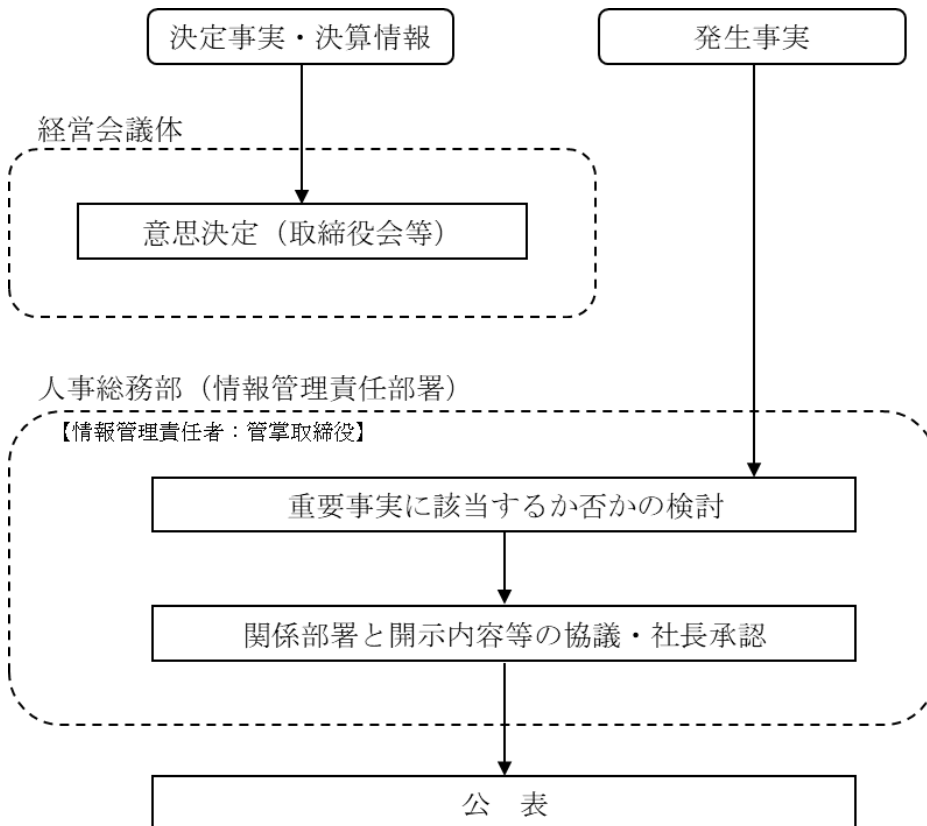 決定事実・決算情報
発生事実
経営会議体
意思決定（取締役会等）
人事総務部（情報管理責任部署）
【情報管理責任者：管掌取締役】
重要事実に該当するか否かの検討
関係部署と開示内容等の協議・社長承認
公　表